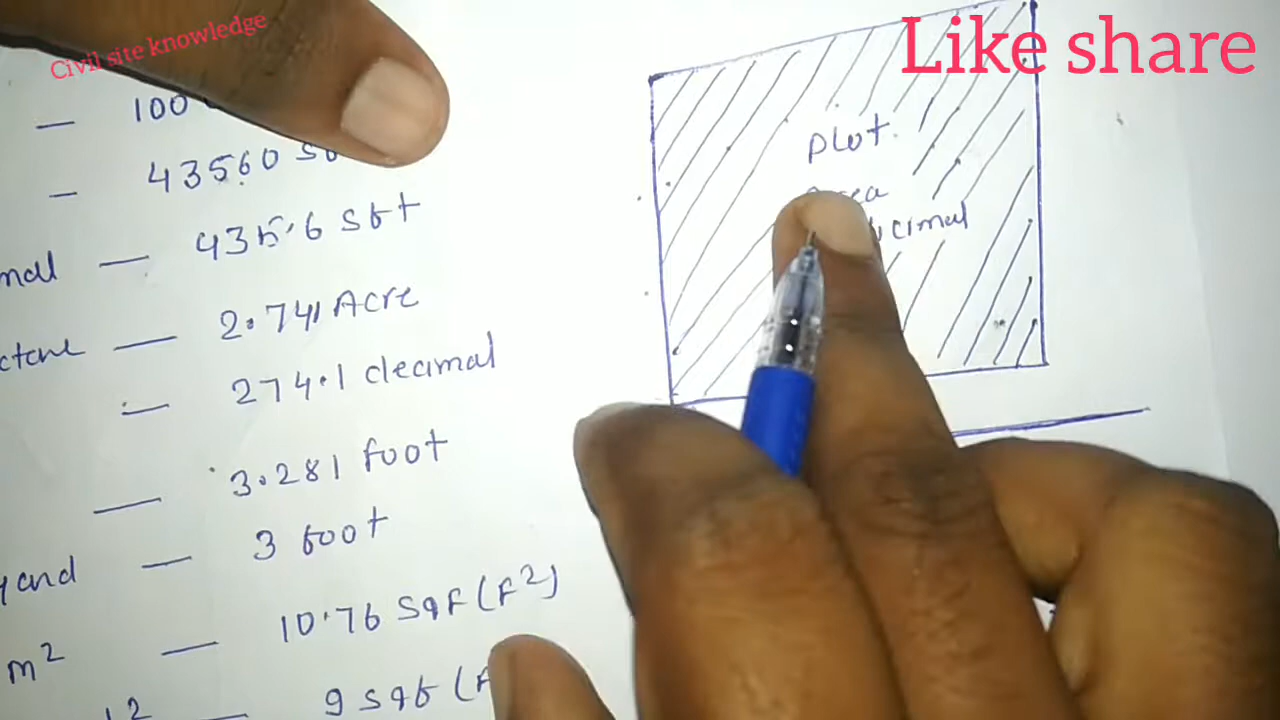 Civil site knowledge
Like share
— 100
— 43560
mal — 435.6 sft
ctare — 2.741 Acre
— 274.1 decimal
— 3.281 foot
yard — 3 foot
m² — 10.76 sqF (F²)
— 9 sqf (F
plot.
Area